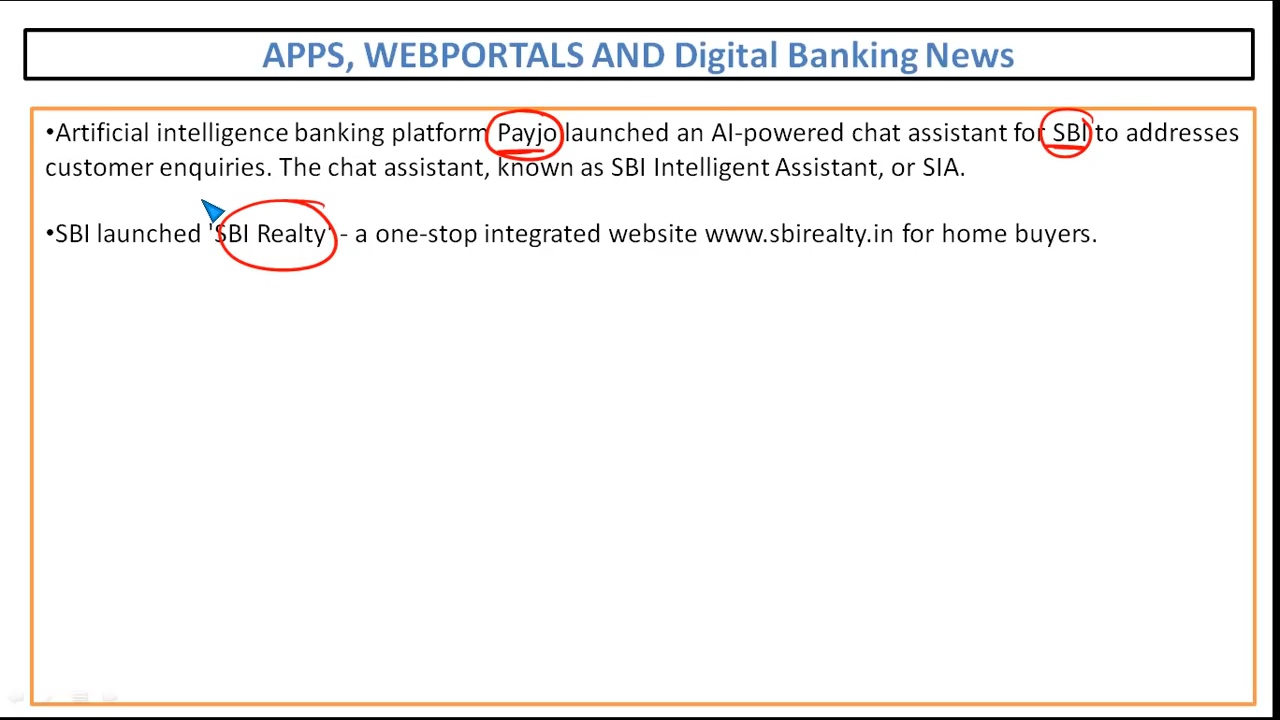 APPS, WEBPORTALS AND Digital Banking News
•Artificial intelligence banking platform Payjo launched an AI-powered chat assistant for SBI to addresses
customer enquiries. The chat assistant, known as SBI Intelligent Assistant, or SIA.
•SBI launched 'SBI Realty' - a one-stop integrated website www.sbirealty.in for home buyers.